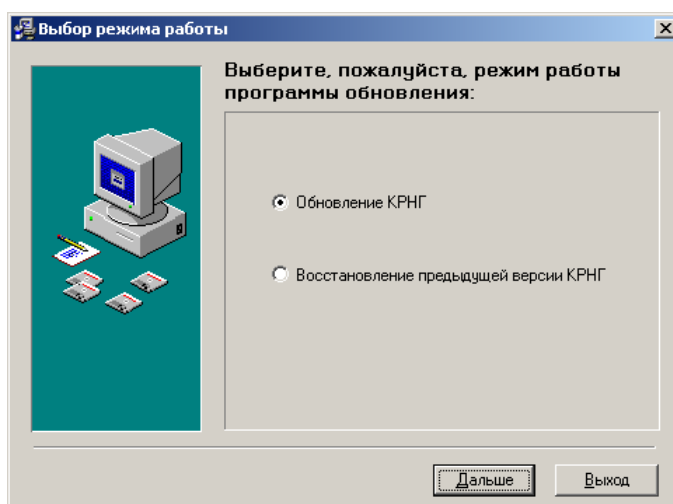 Выбор режима работы
Выберите, пожалуйста, режим работы
программы обновления:
Обновление КРНГ
Восстановление предыдущей версии КРНГ
Дальше
Выход